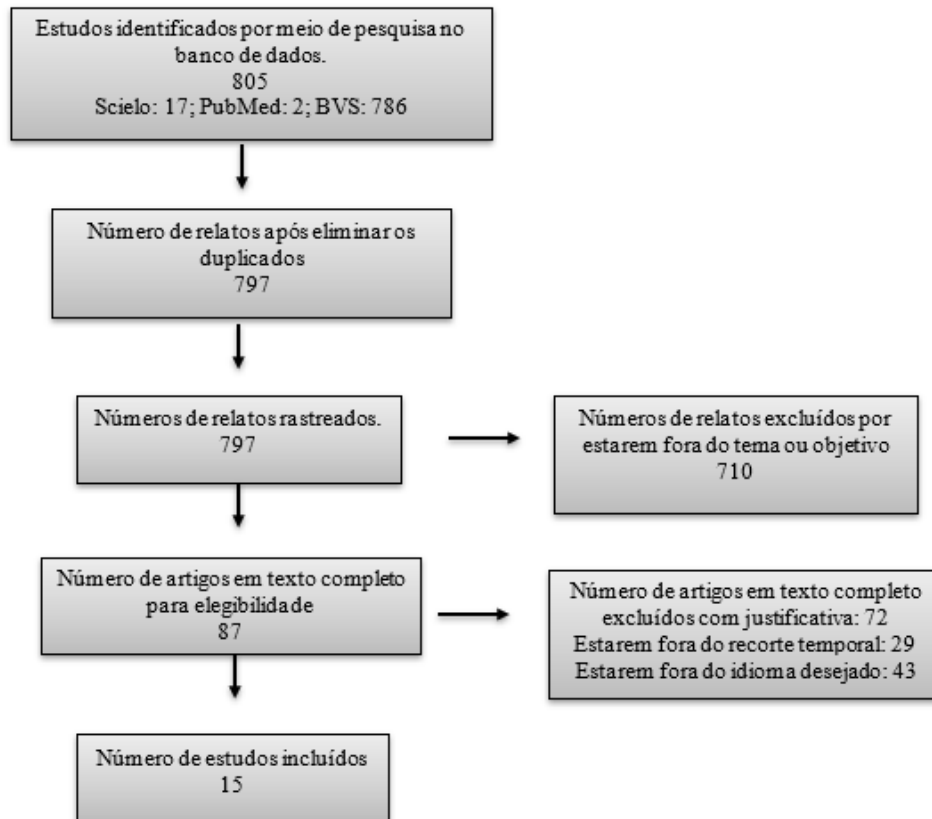 Estudos identificados por meio de pesquisa no
banco de dados.
805
Scielo: 17; PubMed: 2; BVS: 786
Número de relatos após eliminar os
duplicados
797
Números de relatos rastreados.
797
Números de relatos excluídos por
estarem fora do tema ou objetivo
710
Número de artigos em texto completo
para elegibilidade
87
Número de artigos em texto completo
excluídos com justificativa: 72
Estarem fora do recorte temporal: 29
Estarem fora do idioma desejado: 43
Número de estudos incluídos
15